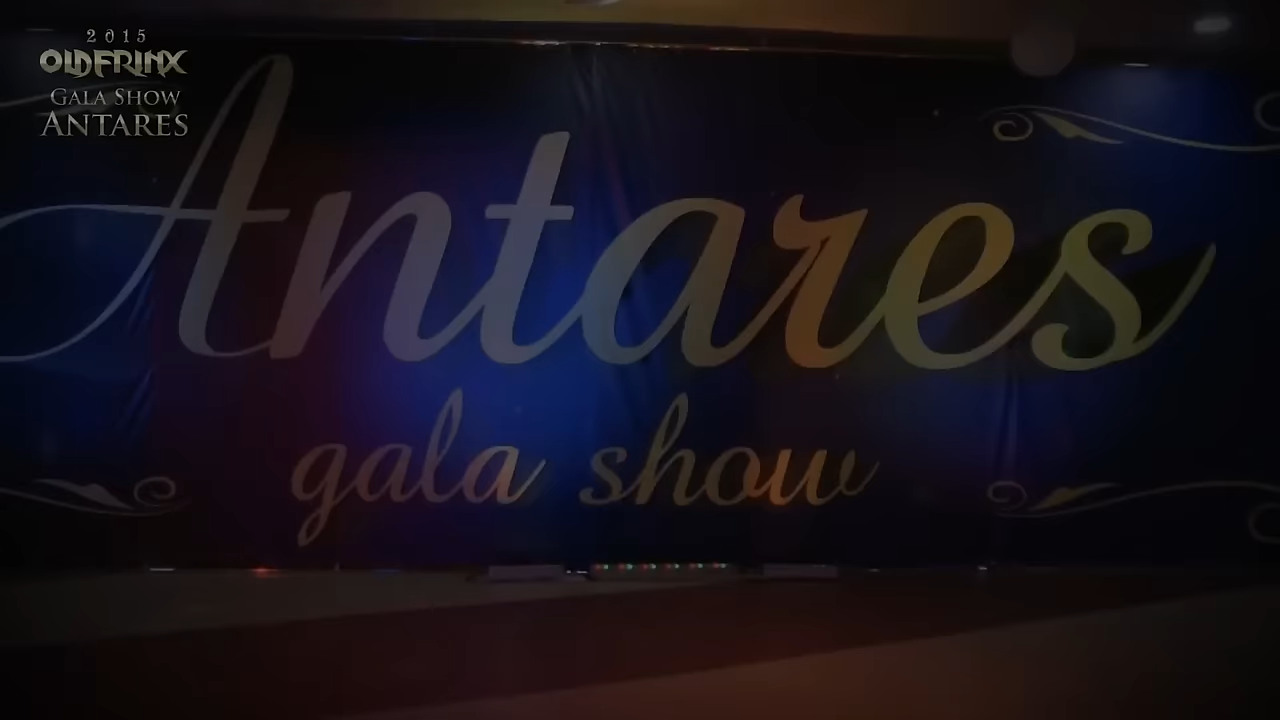 2015
OLDFRINX
GALA SHOW
ANTARES
Antares
gala show